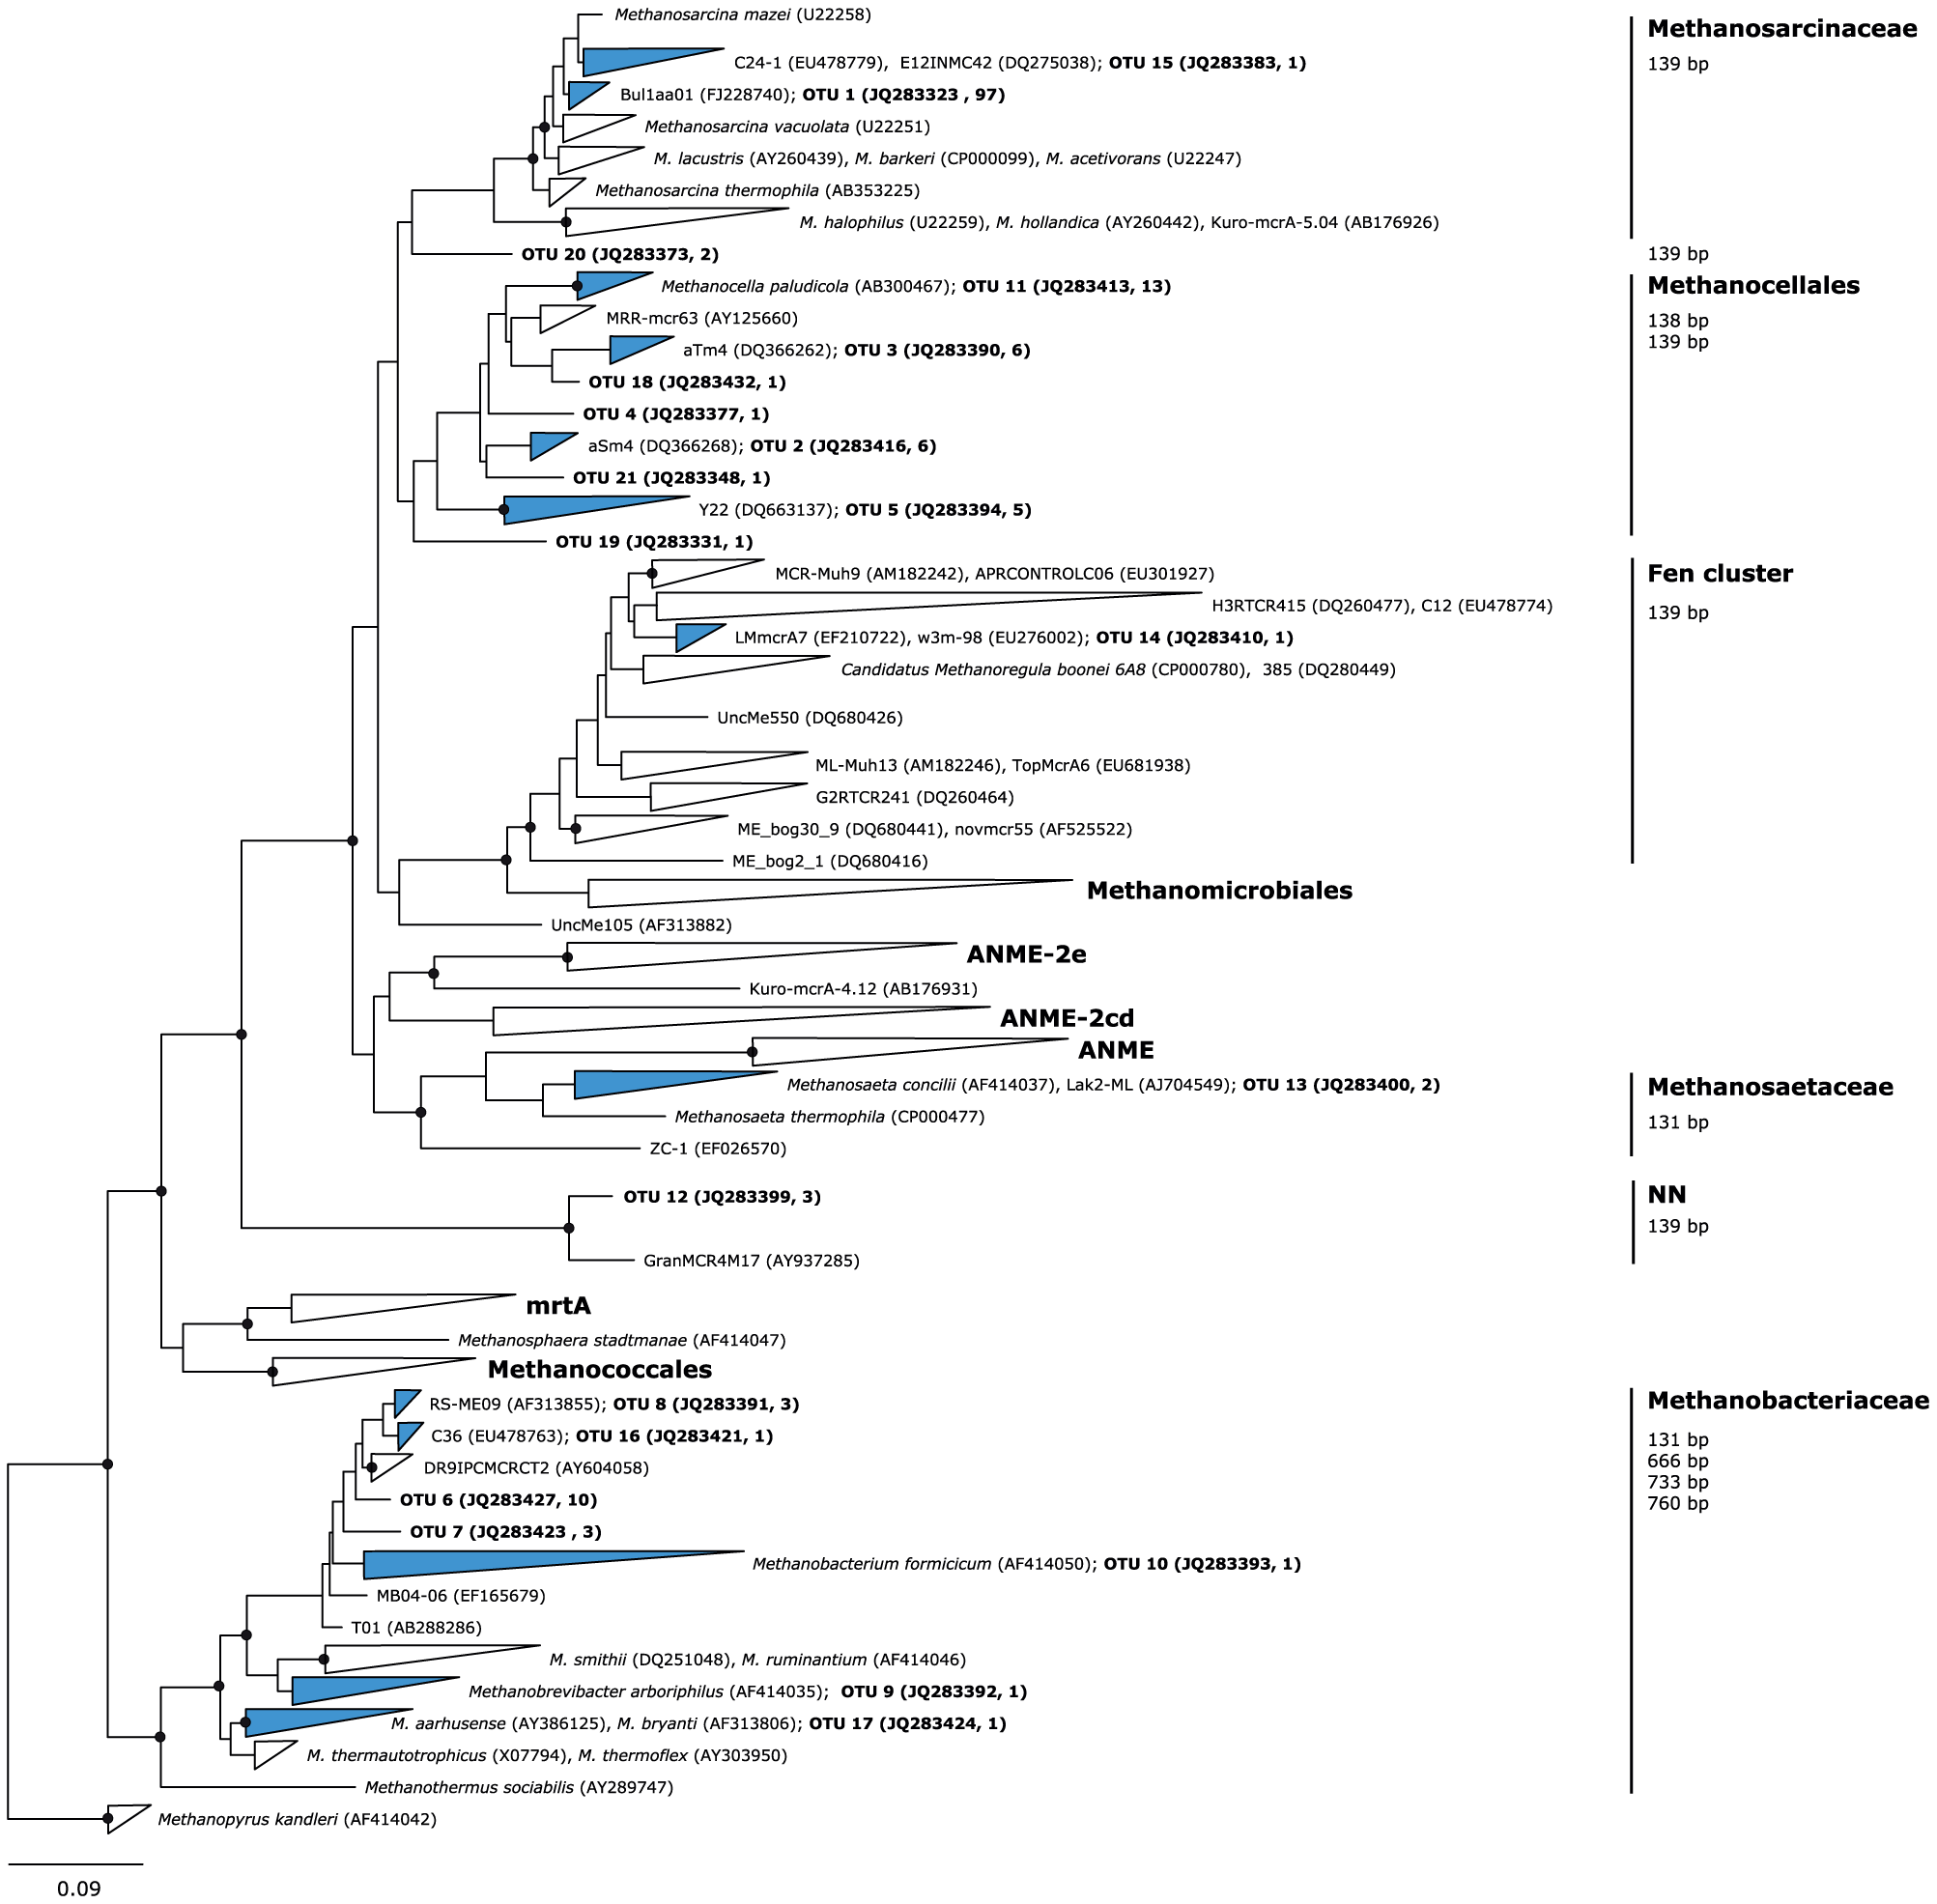 Methanosarcina mazei (U22258)
Methanosarcinaceae
C24-1 (EU478779),  E12INMC42 (DQ275038); OTU 15 (JQ283383, 1)
139 bp
Bul1aa01 (FJ228740); OTU 1 (JQ283323 , 97)
Methanosarcina vacuolata (U22251)
M. lacustris (AY260439), M. barkeri (CP000099), M. acetivorans (U22247)
Methanosarcina thermophila (AB353225)
M. halophilus (U22259), M. hollandica (AY260442), Kuro-mcrA-5.04 (AB176926)
OTU 20 (JQ283373, 2)
139 bp
Methanocella paludicola (AB300467); OTU 11 (JQ283413, 13)
Methanocellales
MRR-mcr63 (AY125660)
138 bp
aTm4 (DQ366262); OTU 3 (JQ283390, 6)
139 bp
OTU 18 (JQ283432, 1)
OTU 4 (JQ283377, 1)
aSm4 (DQ366268); OTU 2 (JQ283416, 6)
OTU 21 (JQ283348, 1)
Y22 (DQ663137); OTU 5 (JQ283394, 5)
OTU 19 (JQ283331, 1)
MCR-Muh9 (AM182242), APRCONTROLC06 (EU301927)
Fen cluster
H3RTCR415 (DQ260477), C12 (EU478774)
139 bp
LMmcrA7 (EF210722), w3m-98 (EU276002); OTU 14 (JQ283410, 1)
Candidatus Methanoregula boonei 6A8 (CP000780),  385 (DQ280449)
UncMe550 (DQ680426)
ML-Muh13 (AM182246), TopMcrA6 (EU681938)
G2RTCR241 (DQ260464)
ME_bog30_9 (DQ680441), novmcr55 (AF525522)
ME_bog2_1 (DQ680416)
Methanomicrobiales
UncMe105 (AF313882)
ANME-2e
Kuro-mcrA-4.12 (AB176931)
ANME-2cd
ANME
Methanosaeta concilii (AF414037), Lak2-ML (AJ704549); OTU 13 (JQ283400, 2)
Methanosaetaceae
Methanosaeta thermophila (CP000477)
131 bp
ZC-1 (EF026570)
OTU 12 (JQ283399, 3)
NN
139 bp
GranMCR4M17 (AY937285)
mrtA
Methanosphaera stadtmanae (AF414047)
Methanococcales
RS-ME09 (AF313855); OTU 8 (JQ283391, 3)
Methanobacteriaceae
C36 (EU478763); OTU 16 (JQ283421, 1)
131 bp
DR9IPCMCRCT2 (AY604058)
666 bp
733 bp
OTU 6 (JQ283427, 10)
760 bp
OTU 7 (JQ283423 , 3)
Methanobacterium formicicum (AF414050); OTU 10 (JQ283393, 1)
MB04-06 (EF165679)
T01 (AB288286)
M. smithii (DQ251048), M. ruminantium (AF414046)
Methanobrevibacter arboriphilus (AF414035);  OTU 9 (JQ283392, 1)
M. aarhusense (AY386125), M. bryanti (AF313806); OTU 17 (JQ283424, 1)
M. thermautotrophicus (X07794), M. thermoflex (AY303950)
Methanothermus sociabilis (AY289747)
Methanopyrus kandleri (AF414042)
0.09